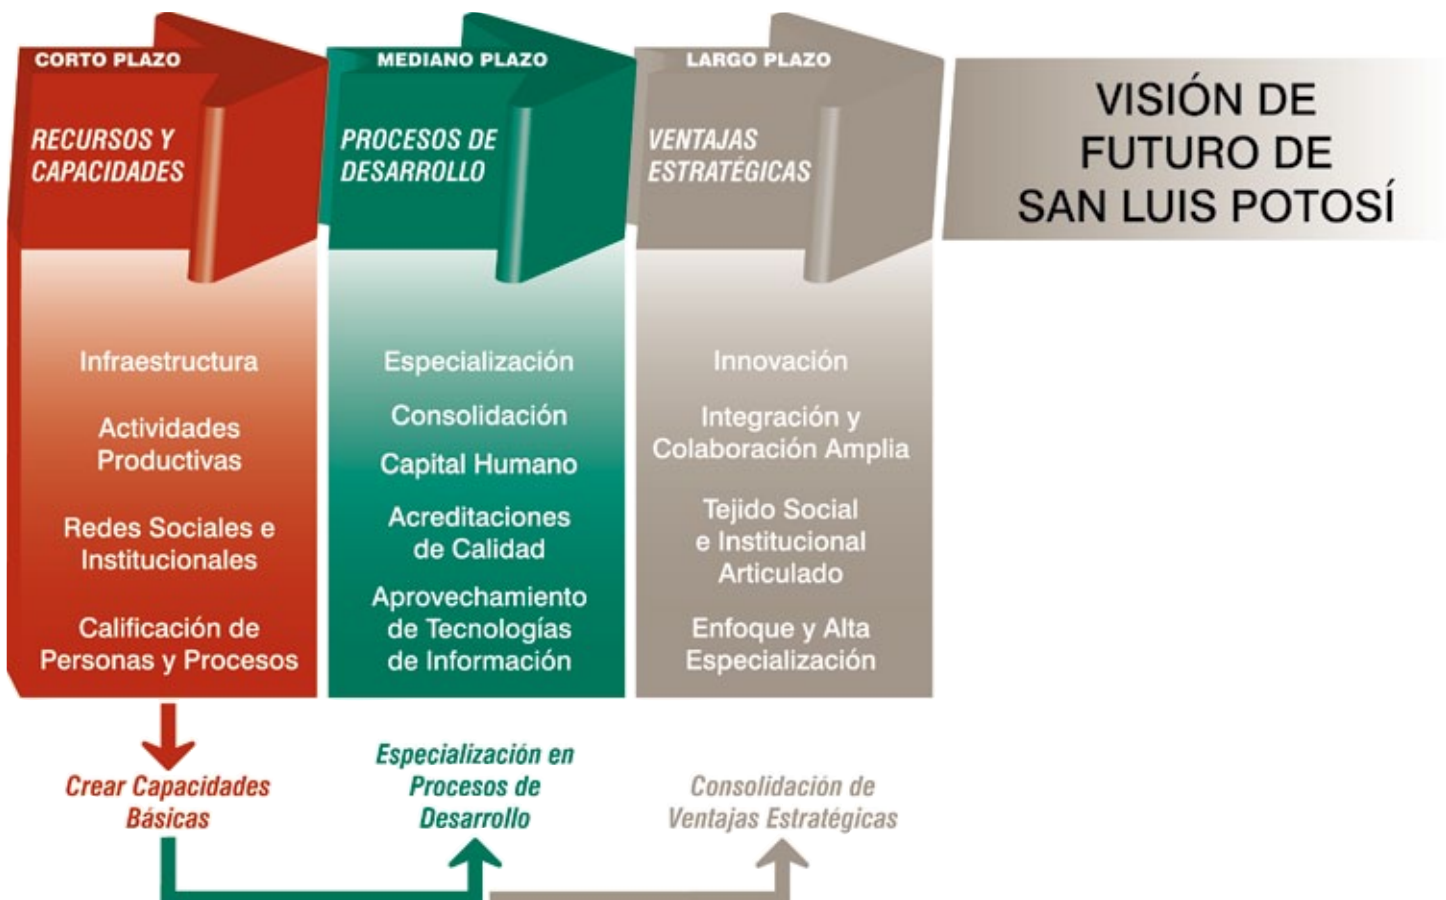 CORTO PLAZO
RECURSOS Y
CAPACIDADES
Infraestructura
Actividades
Productivas
Redes Sociales e
Institucionales
Calificación de
Personas y Procesos
Crear Capacidades
Básicas
MEDIANO PLAZO
PROCESOS DE
DESARROLLO
Especialización
Consolidación
Capital Humano
Acreditaciones
de Calidad
Aprovechamiento
de Tecnologías
de Información
Especialización en
Procesos de
Desarrollo
LARGO PLAZO
VENTAJAS
ESTRATÉGICAS
Innovación
Integración y
Colaboración Amplia
Tejido Social
e Institucional
Articulado
Enfoque y Alta
Especialización
Consolidación de
Ventajas Estratégicas
VISIÓN DE
FUTURO DE
SAN LUIS POTOSÍ